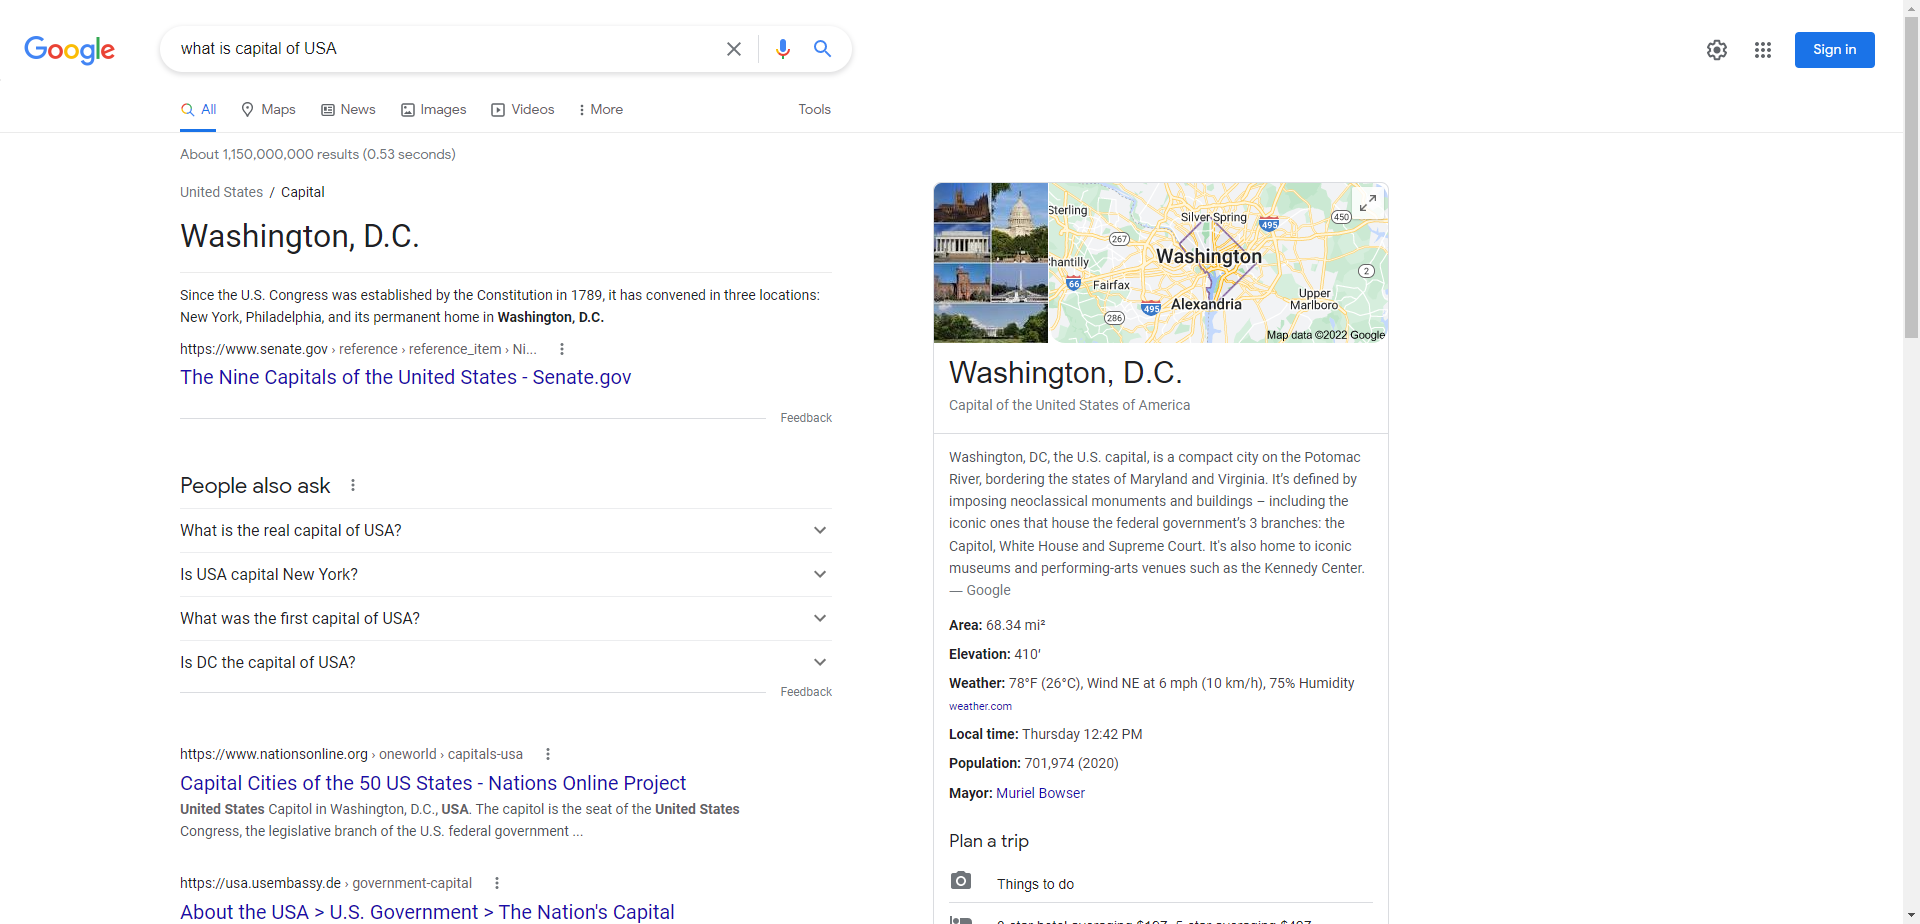 Google
what is capital of USA
Sign in
All
Maps
News
Images
Videos
More
Tools
About 1,150,000,000 results (0.53 seconds)
United States / Capital
Washington, D.C.
Since the U.S. Congress was established by the Constitution in 1789, it has convened in three locations:
New York, Philadelphia, and its permanent home in Washington, D.C.
https://www.senate.gov › reference › reference_item › Ni...
The Nine Capitals of the United States - Senate.gov
Feedback
People also ask
What is the real capital of USA?
Is USA capital New York?
What was the first capital of USA?
Is DC the capital of USA?
Feedback
https://www.nationsonline.org › oneworld › capitals-usa
Capital Cities of the 50 US States - Nations Online Project
United States Capitol in Washington, D.C., USA. The capitol is the seat of the United States
Congress, the legislative branch of the U.S. federal government ...
https://usa.usembassy.de › government-capital
About the USA > U.S. Government > The Nation's Capital
Sterling
Silver Spring
450
495
267
hantilly
Washington
2
66
Fairfax
Upper
Marlboro
495
Alexandria
286
Map data ©2022 Google
Washington, D.C.
Capital of the United States of America
Washington, DC, the U.S. capital, is a compact city on the Potomac
River, bordering the states of Maryland and Virginia. It’s defined by
imposing neoclassical monuments and buildings – including the
iconic ones that house the federal government’s 3 branches: the
Capitol, White House and Supreme Court. It's also home to iconic
museums and performing-arts venues such as the Kennedy Center.
— Google
Area: 68.34 mi²
Elevation: 410′
Weather: 78°F (26°C), Wind NE at 6 mph (10 km/h), 75% Humidity
weather.com
Local time: Thursday 12:42 PM
Population: 701,974 (2020)
Mayor: Muriel Bowser
Plan a trip
Things to do